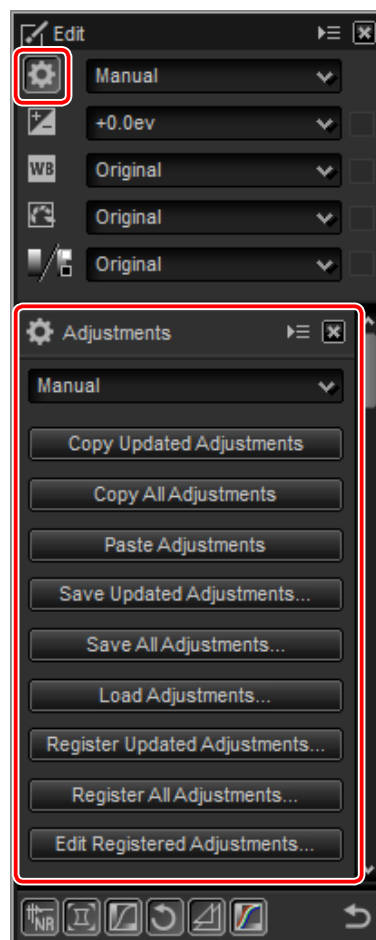 Edit
Manual
+0.0ev
WB Original
Original
Original
Adjustments
Manual
Copy Updated Adjustments
Copy All Adjustments
Paste Adjustments
Save Updated Adjustments...
Save All Adjustments...
Load Adjustments...
Register Updated Adjustments...
Register All Adjustments...
Edit Registered Adjustments...
NR